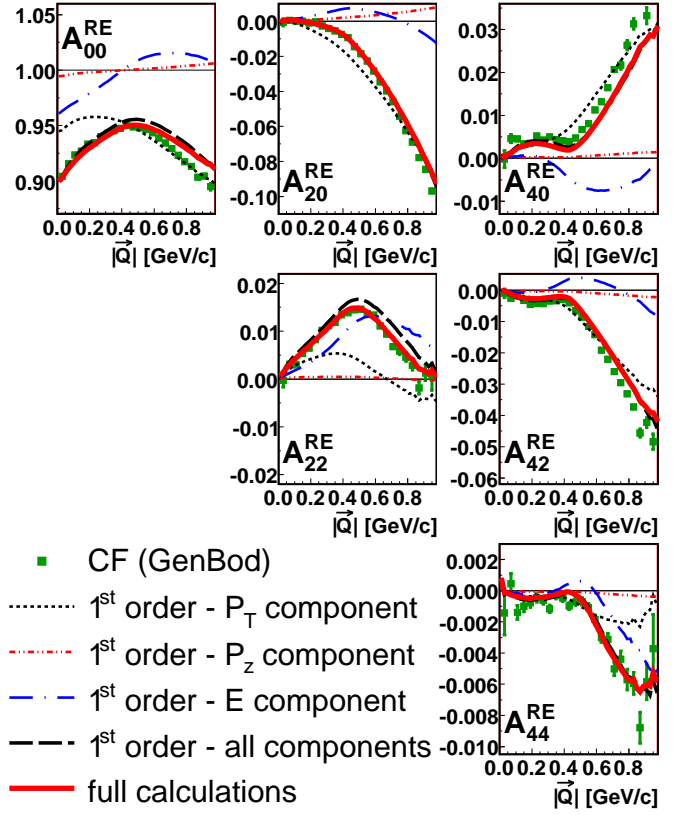 1.05
1.00
0.95
0.90
A₀₀ᴿᴱ
0.0 0.2 0.4 0.6 0.8
|Q⃗| [GeV/c]
0.00
-0.02
-0.04
-0.06
-0.08
-0.10
A₂₀ᴿᴱ
0.0 0.2 0.4 0.6 0.8
|Q⃗| [GeV/c]
0.03
0.02
0.01
0.00
-0.01
A₄₀ᴿᴱ
0.0 0.2 0.4 0.6 0.8
|Q⃗| [GeV/c]
0.02
0.01
0.00
-0.01
-0.02
A₂₂ᴿᴱ
0.0 0.2 0.4 0.6 0.8
|Q⃗| [GeV/c]
0.00
-0.01
-0.02
-0.03
-0.04
-0.05
-0.06
A₄₂ᴿᴱ
0.0 0.2 0.4 0.6 0.8
|Q⃗| [GeV/c]
0.002
0.000
-0.002
-0.004
-0.006
-0.008
-0.010
A₄₄ᴿᴱ
0.0 0.2 0.4 0.6 0.8
|Q⃗| [GeV/c]
CF (GenBod)
1ˢᵗ order - P_T component
1ˢᵗ order - P_z component
1ˢᵗ order - E component
1ˢᵗ order - all components
full calculations